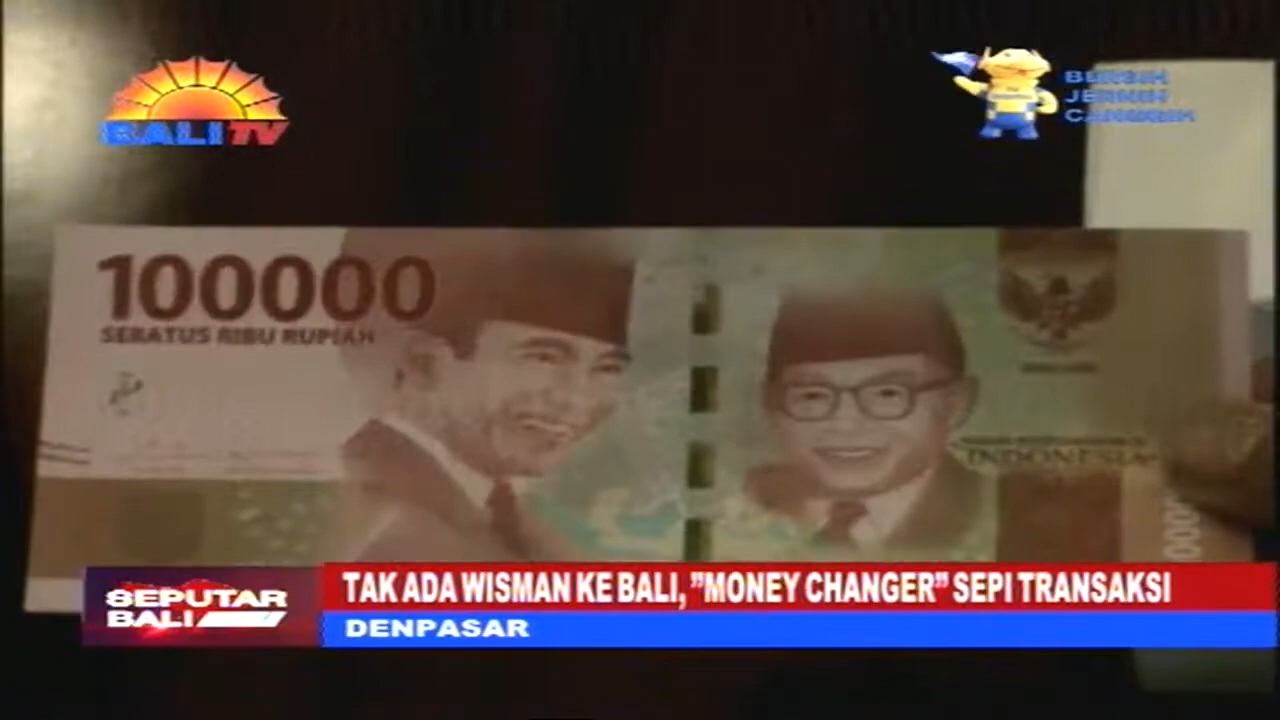 BALI TV
BERSIH
JERNIH
100000
SERATUS RIBU RUPIAH
INDONESIA
000
SEPUTAR
BALI
TAK ADA WISMAN KE BALI, "MONEY CHANGER" SEPI TRANSAKSI
DENPASAR